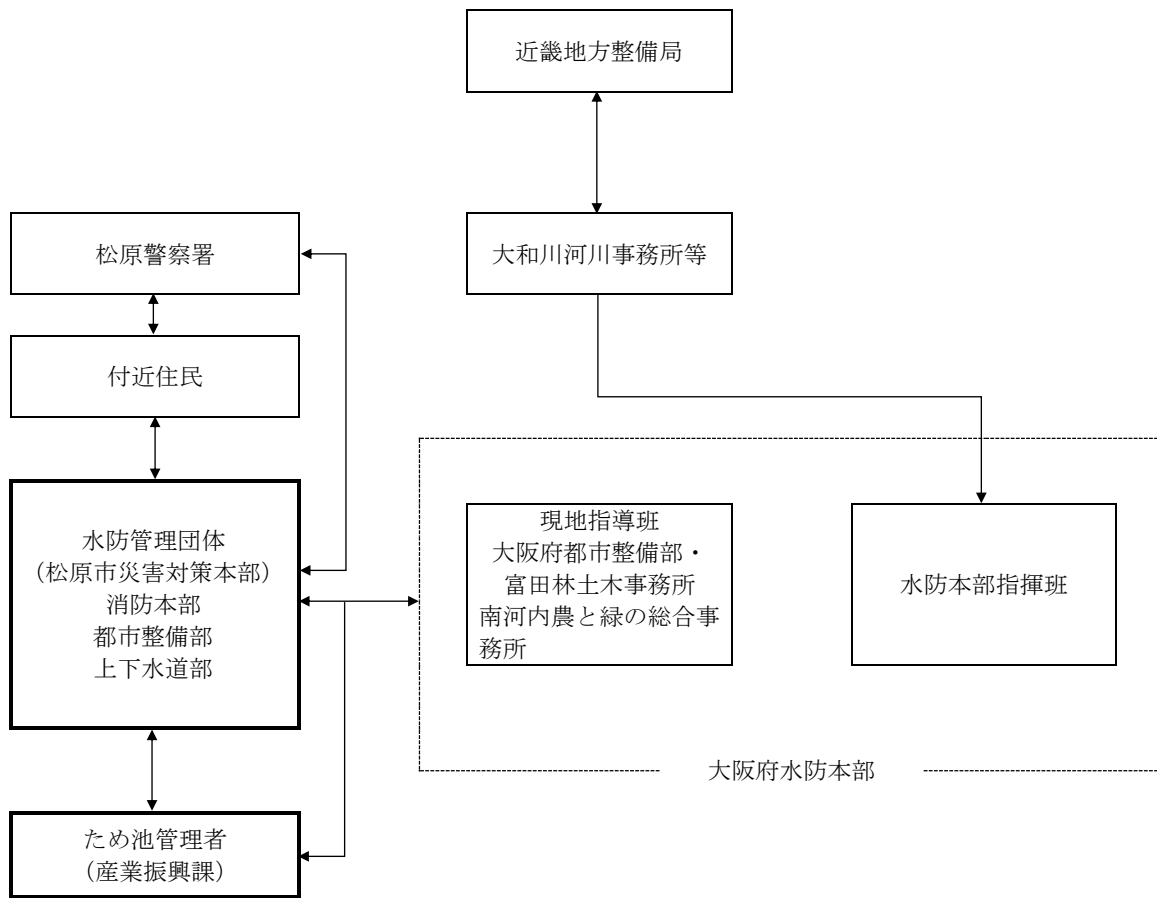 近畿地方整備局
松原警察署
大和川河川事務所等
付近住民
水防管理団体
（松原市災害対策本部）
消防本部
都市整備部
上下水道部
現地指導班
大阪府都市整備部・
富田林土木事務所
南河内農と緑の総合事
務所
水防本部指揮班
大阪府水防本部
ため池管理者
（産業振興課）